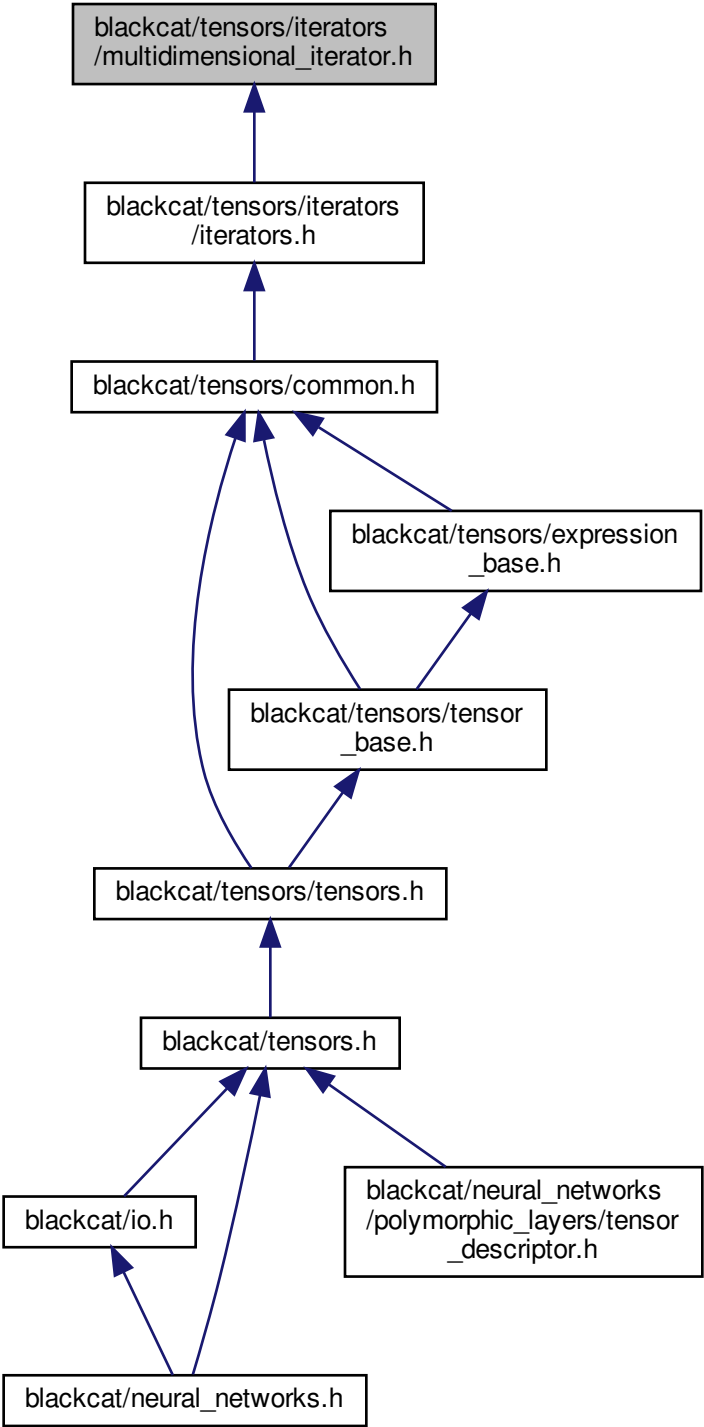 blackcat/tensors/iterators
/multidimensional_iterator.h
blackcat/tensors/iterators
/iterators.h
blackcat/tensors/common.h
blackcat/tensors/expression
_base.h
blackcat/tensors/tensor
_base.h
blackcat/tensors/tensors.h
blackcat/tensors.h
blackcat/io.h
blackcat/neural_networks
/polymorphic_layers/tensor
_descriptor.h
blackcat/neural_networks.h